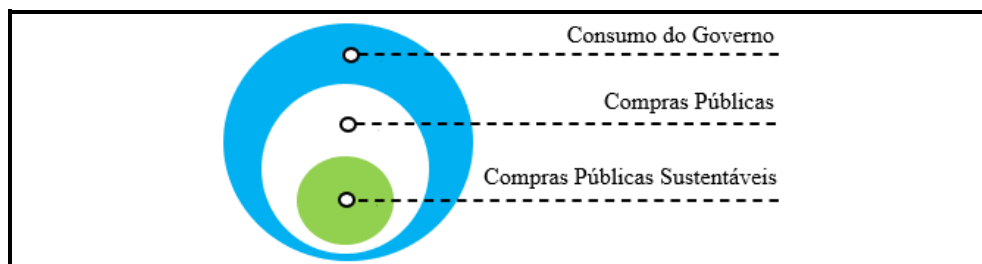 Consumo do Governo
Compras Públicas
Compras Públicas Sustentáveis